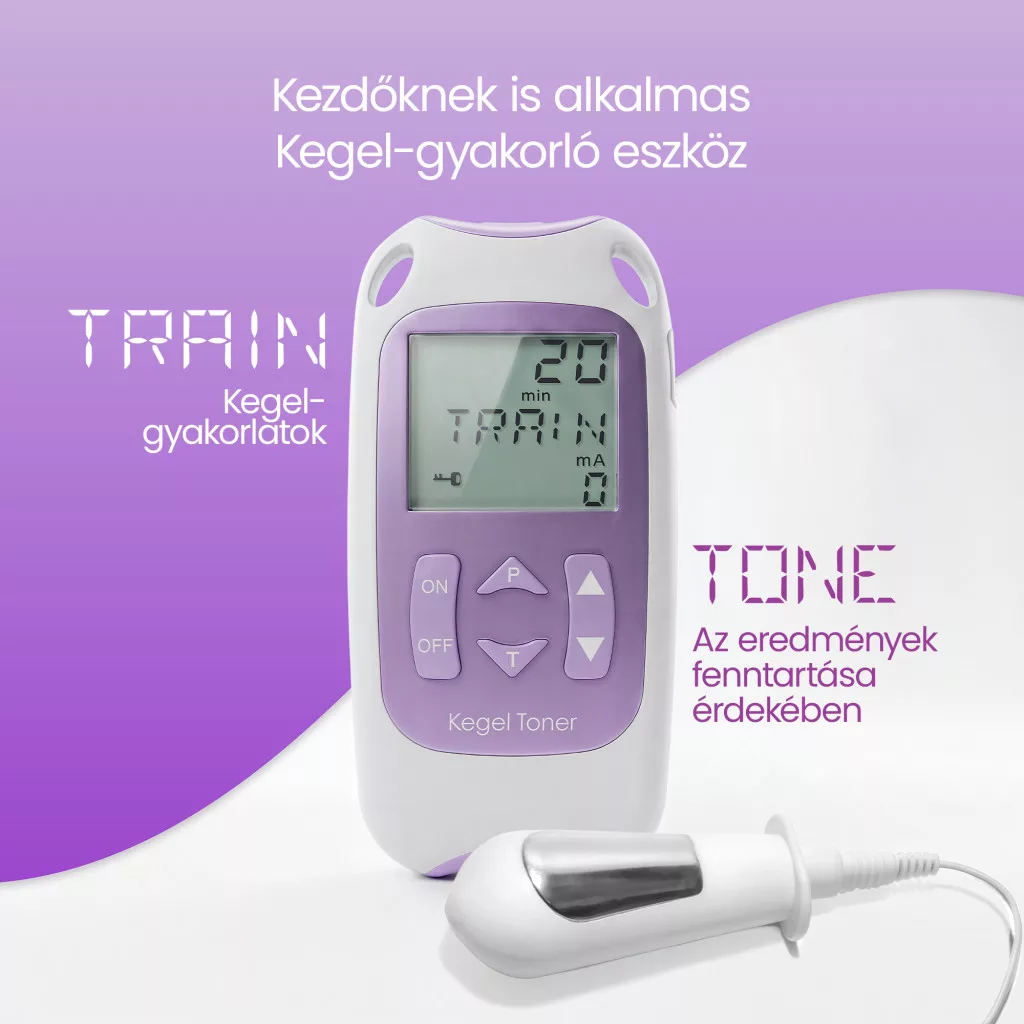 Kezdőknek is alkalmas
Kegel-gyakorló eszköz
TRAIN
Kegel-
gyakorlatok
20
min
TRAIN
mA
0
ON
P
OFF
T
Kegel Toner
TONE
Az eredmények
fenntartása
érdekében